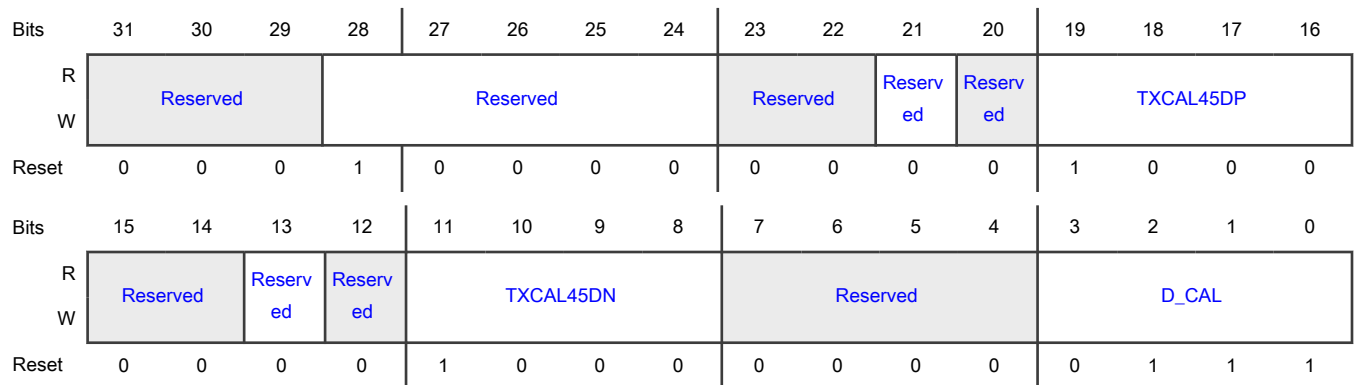 Bits 31 30 29 28 27 26 25 24 23 22 21 20 19 18 17 16
R
Reserved Reserved Reserved Reserv Reserv TXCAL45DP
ed ed
W
Reset 0 0 0 1 0 0 0 0 0 0 0 0 1 0 0 0
Bits 15 14 13 12 11 10 9 8 7 6 5 4 3 2 1 0
R
Reserved Reserv Reserv TXCAL45DN Reserved D_CAL
ed ed
W
Reset 0 0 0 0 1 0 0 0 0 0 0 0 0 1 1 1